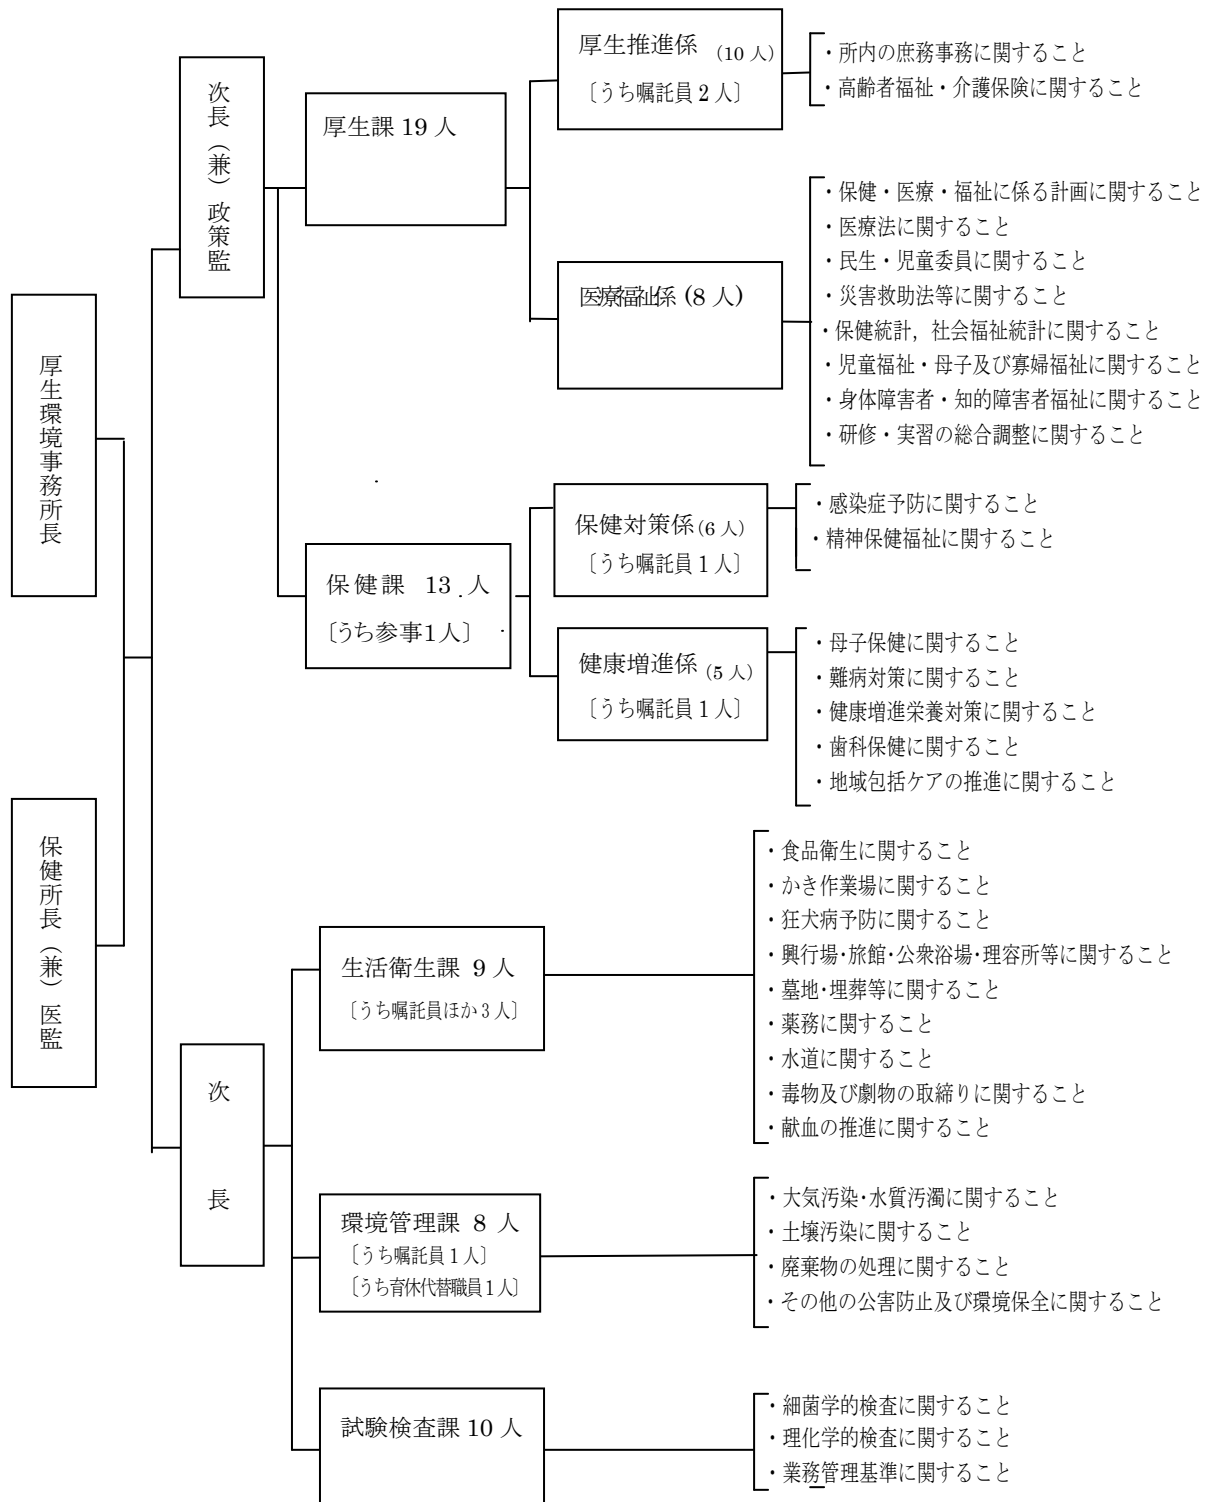 厚生環境事務所長
保健所長（兼）医監
次長（兼）政策監
厚生課 19 人
厚生推進係 (10 人)
〔うち嘱託員 2 人〕
・所内の庶務事務に関すること
・高齢者福祉・介護保険に関すること
医療福祉係 (8 人)
・保健・医療・福祉に係る計画に関すること
・医療法に関すること
・民生・児童委員に関すること
・災害救助法等に関すること
・保健統計，社会福祉統計に関すること
・児童福祉・母子及び寡婦福祉に関すること
・身体障害者・知的障害者福祉に関すること
・研修・実習の総合調整に関すること
保健課 13 人
〔うち参事1人〕
保健対策係(6 人)
〔うち嘱託員 1 人〕
・感染症予防に関すること
・精神保健福祉に関すること
健康増進係 (5 人)
〔うち嘱託員 1 人〕
・母子保健に関すること
・難病対策に関すること
・健康増進栄養対策に関すること
・歯科保健に関すること
・地域包括ケアの推進に関すること
次長
生活衛生課 9 人
〔うち嘱託員ほか 3 人〕
・食品衛生に関すること
・かき作業場に関すること
・狂犬病予防に関すること
・興行場・旅館・公衆浴場・理容所等に関すること
・墓地・埋葬等に関すること
・薬務に関すること
・水道に関すること
・毒物及び劇物の取締りに関すること
・献血の推進に関すること
環境管理課 8 人
〔うち嘱託員 1 人〕
〔うち育休代替職員 1 人〕
・大気汚染・水質汚濁に関すること
・土壌汚染に関すること
・廃棄物の処理に関すること
・その他の公害防止及び環境保全に関すること
試験検査課 10 人
・細菌学的検査に関すること
・理化学的検査に関すること
・業務管理基準に関すること